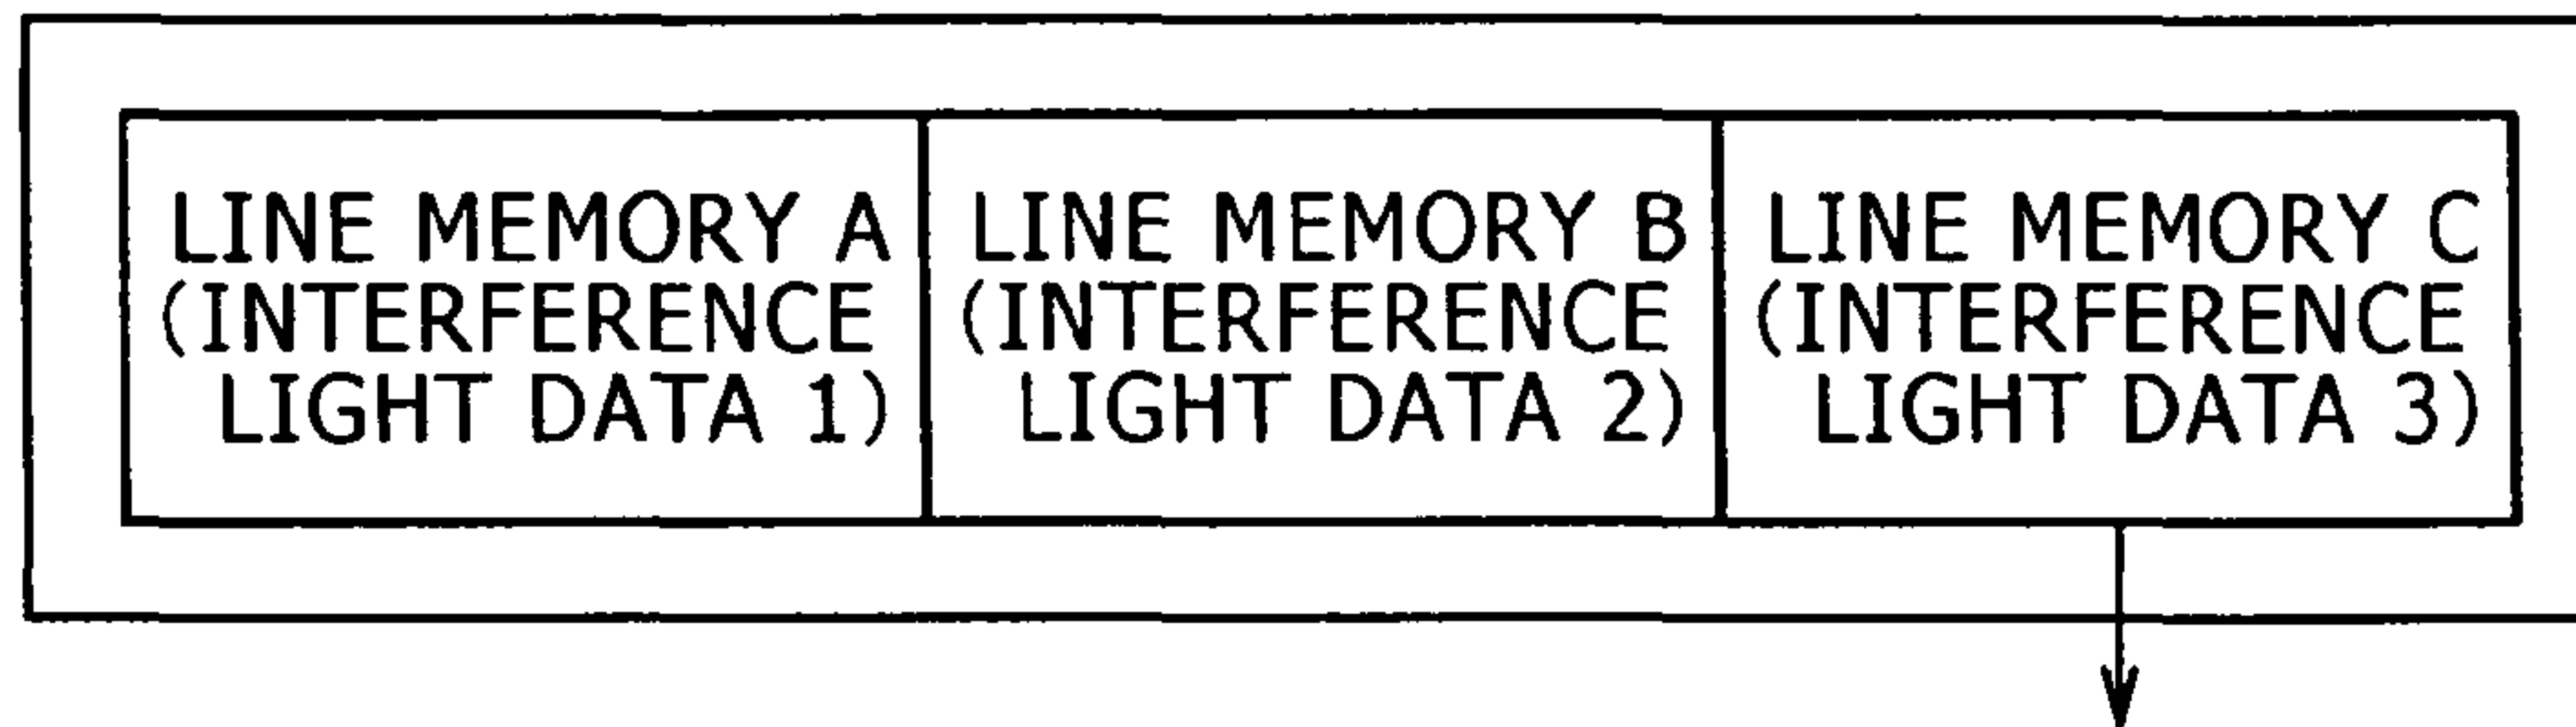 LINE MEMORY A
(INTERFERENCE
LIGHT DATA 1)
LINE MEMORY B
(INTERFERENCE
LIGHT DATA 2)
LINE MEMORY C
(INTERFERENCE
LIGHT DATA 3)